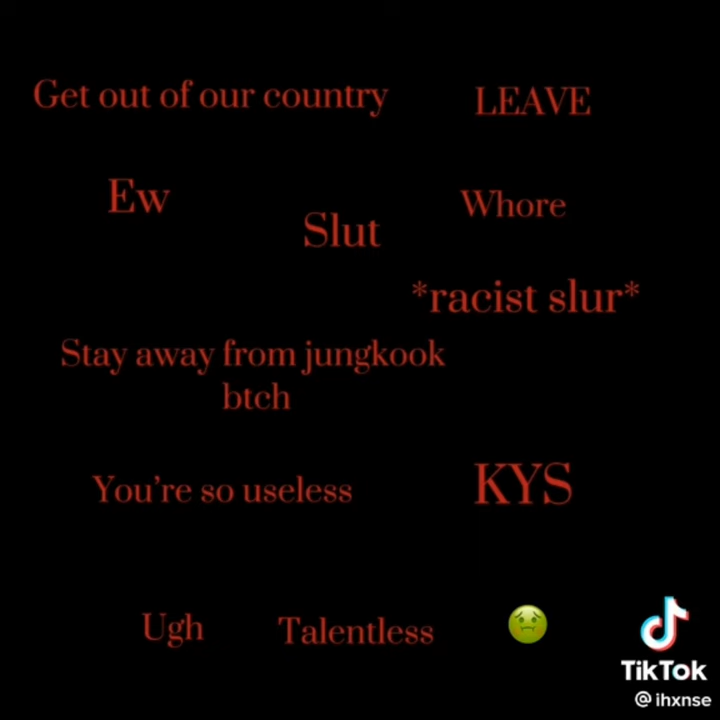 Get out of our country
LEAVE
Ew
Whore
Slut
*racist slur*
Stay away from jungkook
btch
You're so useless
KYS
Ugh
Talentless
TikTok
@ihxnse